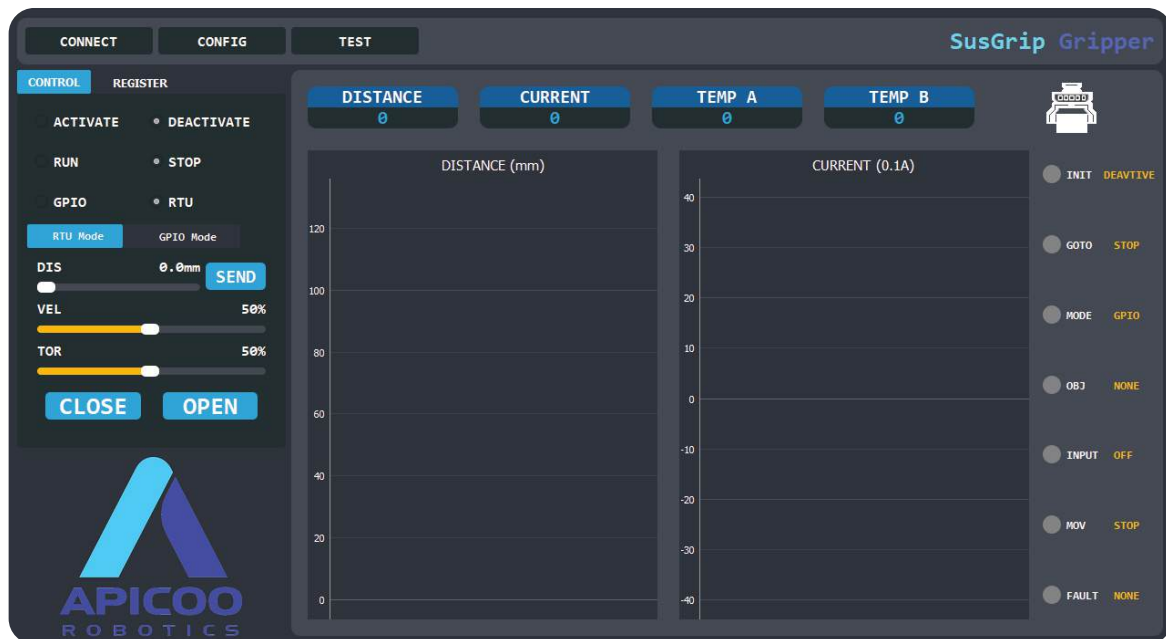 CONNECT CONFIG TEST SusGrip Gripper
CONTROL REGISTER
ACTIVATE DEACTIVATE
RUN STOP
GPIO RTU
RTU Mode GPIO Mode
DIS 0.0mm SEND
VEL 50%
TOR 50%
CLOSE OPEN
APICOO
ROBOTICS
DISTANCE CURRENT TEMP A TEMP B
0 0 0 0
DISTANCE (mm)
120
100
80
60
40
20
0
CURRENT (0.1A)
40
30
20
10
0
-10
-20
-30
-40
INIT DEAVTIVE
GOTO STOP
MODE GPIO
OBJ NONE
INPUT OFF
MOV STOP
FAULT NONE